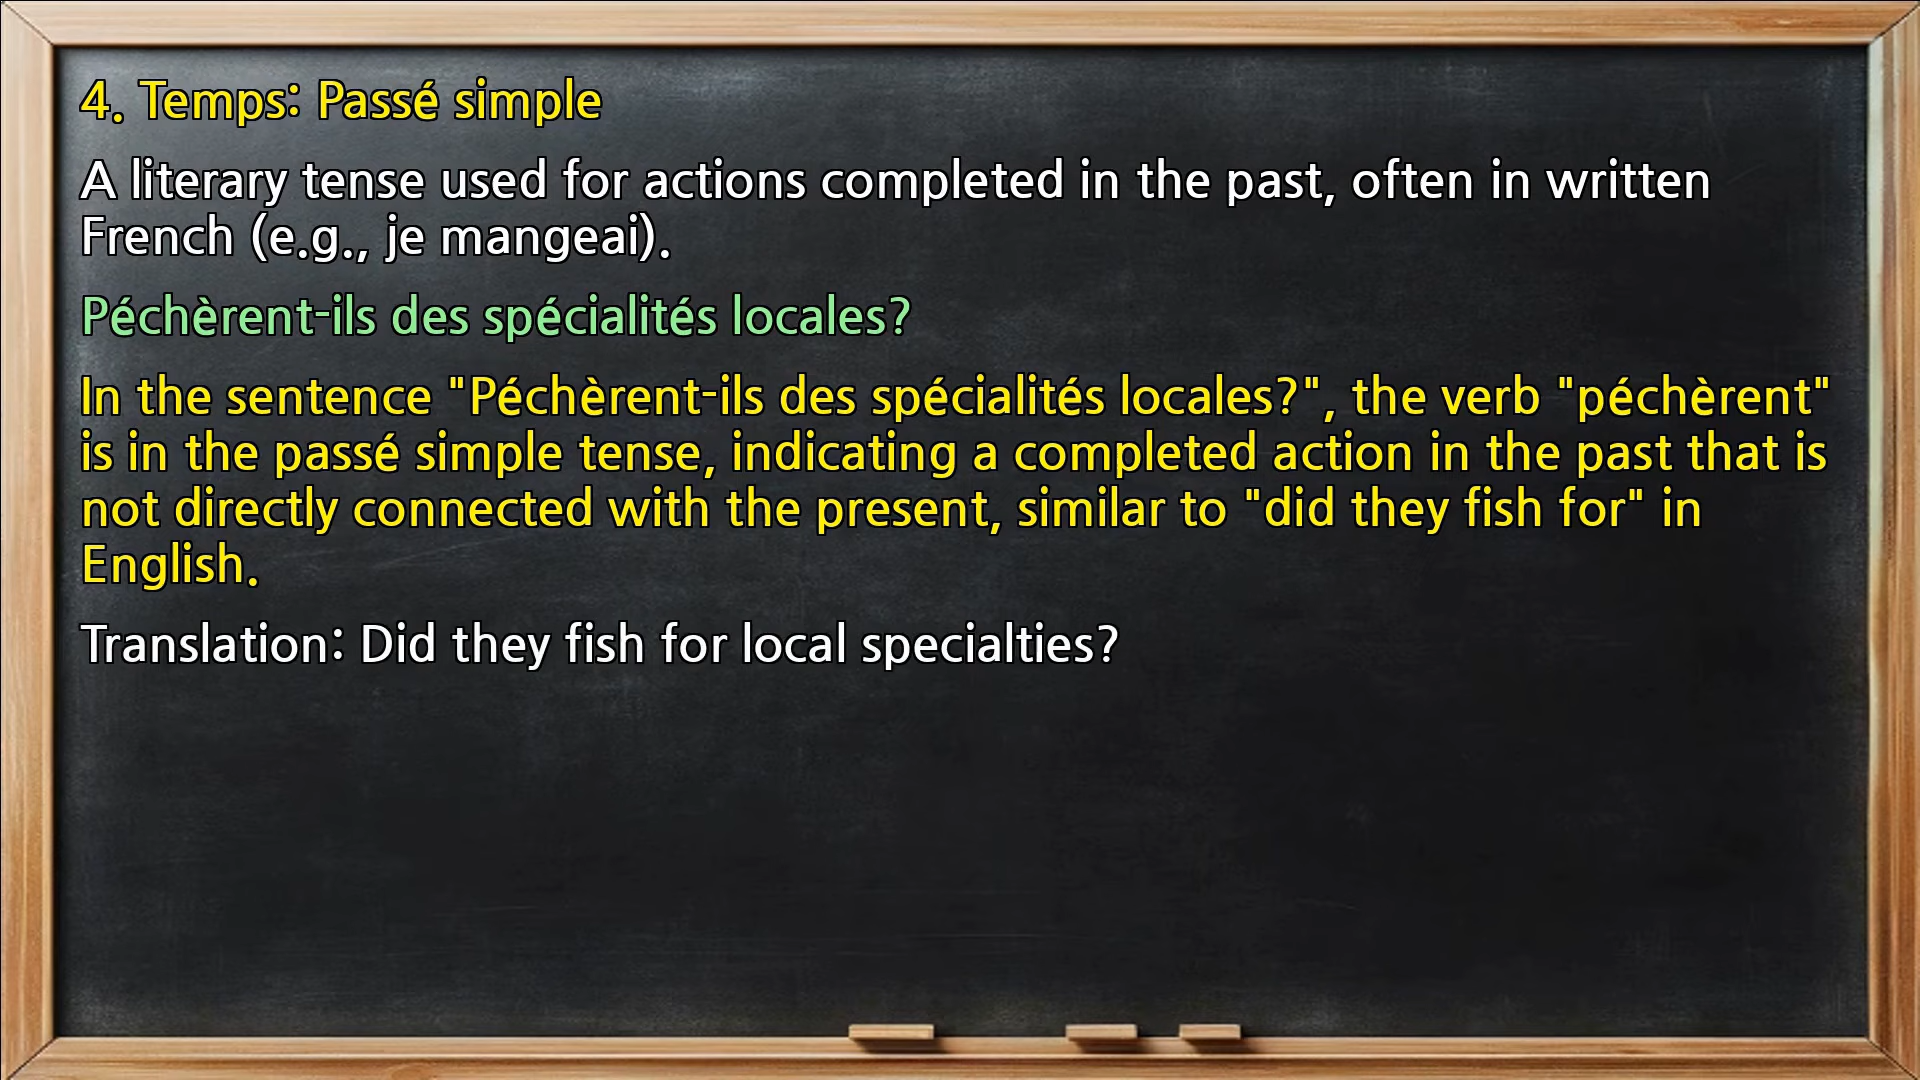 4. Temps: Passé simple
A literary tense used for actions completed in the past, often in written
French (e.g., je mangeai).
Péchèrent-ils des spécialités locales?
In the sentence "Péchèrent-ils des spécialités locales?", the verb "péchèrent"
is in the passé simple tense, indicating a completed action in the past that is
not directly connected with the present, similar to "did they fish for" in
English.
Translation: Did they fish for local specialties?